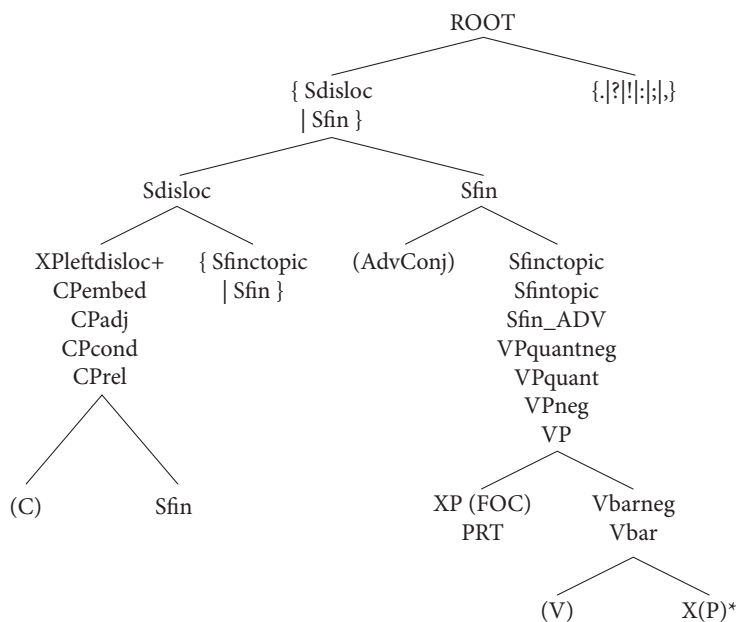 ROOT
{ Sdisloc
| Sfin }
{.|?|!|:|;|,}
Sdisloc
Sfin
XPleftdisloc+
CPembed
CPadj
CPcond
CPrel
{ Sfinctopic
| Sfin }
(AdvConj)
Sfinctopic
Sfintopic
Sfin_ADV
VPquantneg
VPquant
VPneg
VP
(C)
Sfin
XP (FOC)
PRT
Vbarneg
Vbar
(V)
X(P)*